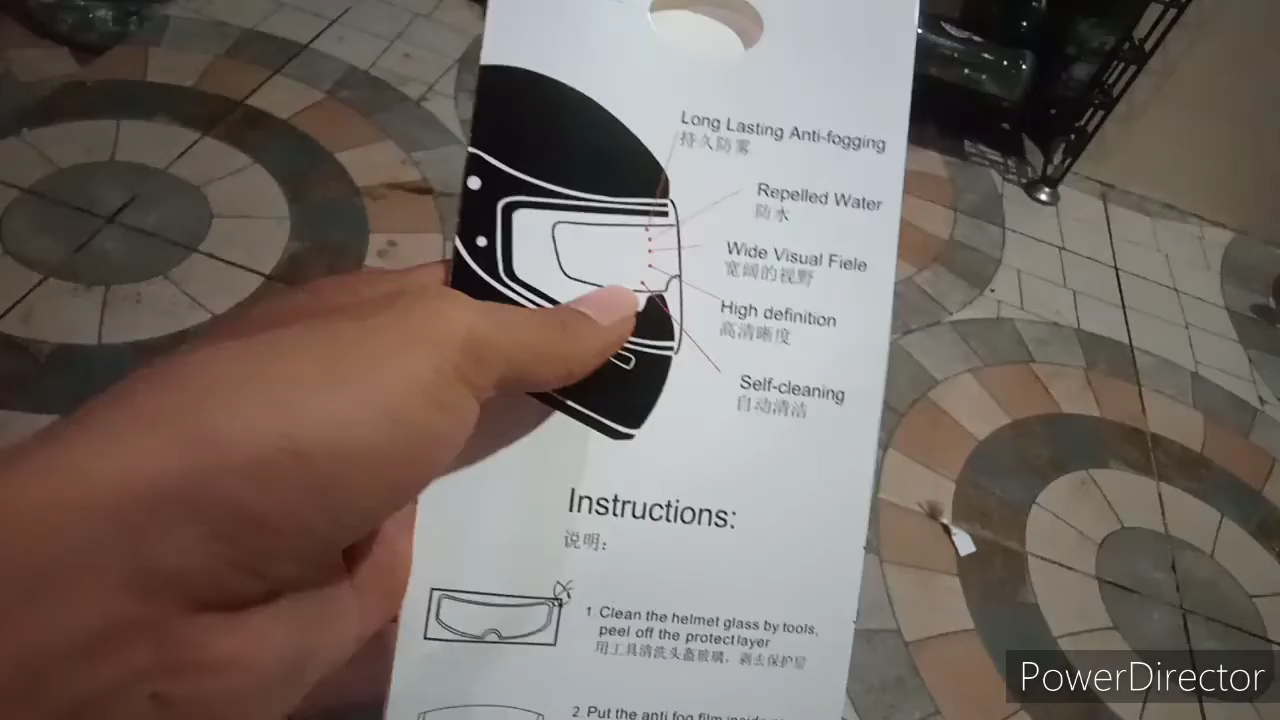 Long Lasting Anti-fogging
持久防雾
Repelled Water
防水
Wide Visual Fiele
宽阔的视野
High definition
高清晰度
Self-cleaning
自动清洁
Instructions:
说明:
1. Clean the helmet glass by tools,
peel off the protect layer
用工具清洗头盔玻璃, 剥去保护层
2. Put the anti fog film inside
PowerDirector